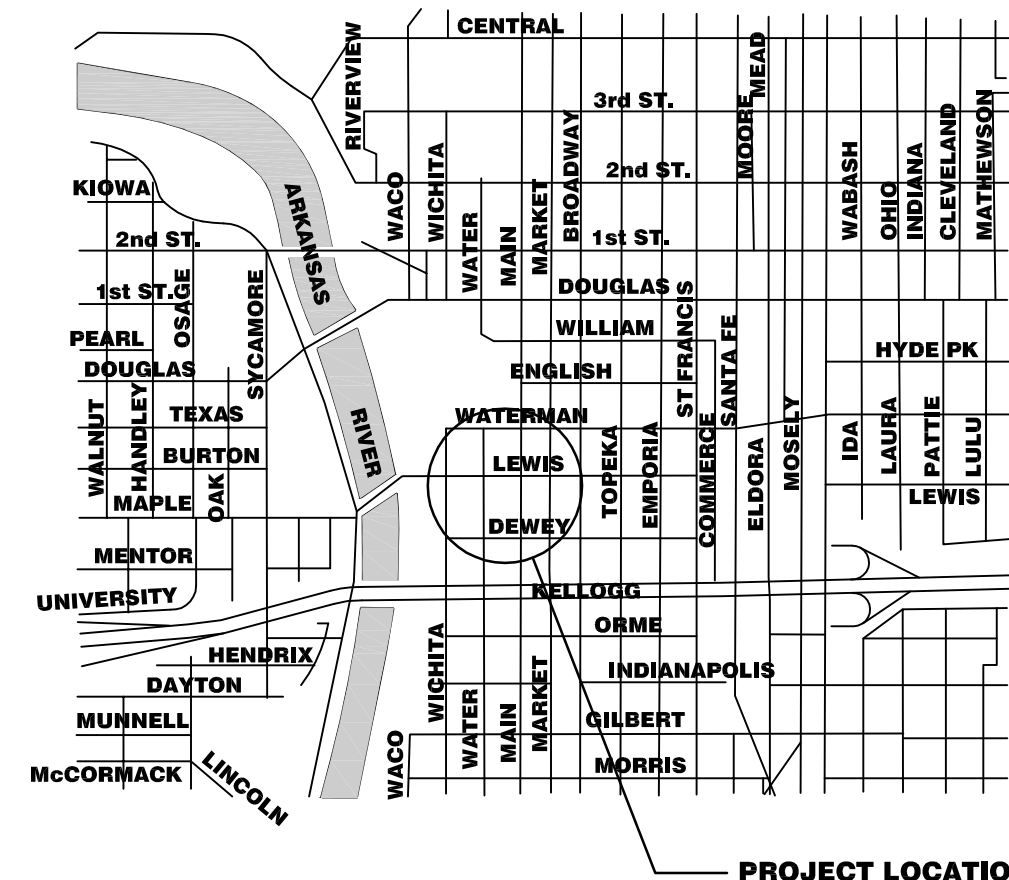 CENTRAL
RIVERVIEW
MEAD
3rd ST.
MOORE
BROADWAY
2nd ST.
WACO
WICHITA
WATER
MAIN
MARKET
WABASH
OHIO
INDIANA
CLEVELAND
MATHEWSON
KIOWA
ARKANSAS
2nd ST.
1st ST.
1st ST.
OSAGE
SYCAMORE
DOUGLAS
ST FRANCIS
SANTA FE
WILLIAM
PEARL
HYDE PK
DOUGLAS
ENGLISH
WALNUT
HANDLEY
TEXAS
RIVER
WATERMAN
COMMERCE
MOSELY
IDA
LAURA
PATTIE
LULU
BURTON
OAK
LEWIS
TOPEKA
EMPORIA
ELDORA
LEWIS
MAPLE
DEWEY
MENTOR
UNIVERSITY
KELLOGG
ORME
HENDRIX
WICHITA
WATER
MAIN
MARKET
INDIANAPOLIS
DAYTON
MUNNELL
GILBERT
WACO
MORRIS
McCORMACK
LINCOLN
PROJECT LOCATIO